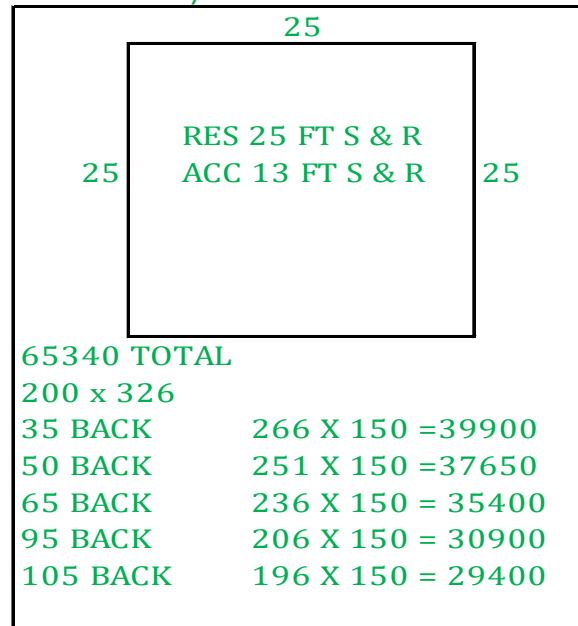 25
RES 25 FT S & R
25 ACC 13 FT S & R 25
65340 TOTAL
200 x 326
35 BACK 266 X 150 =39900
50 BACK 251 X 150 =37650
65 BACK 236 X 150 = 35400
95 BACK 206 X 150 = 30900
105 BACK 196 X 150 = 29400